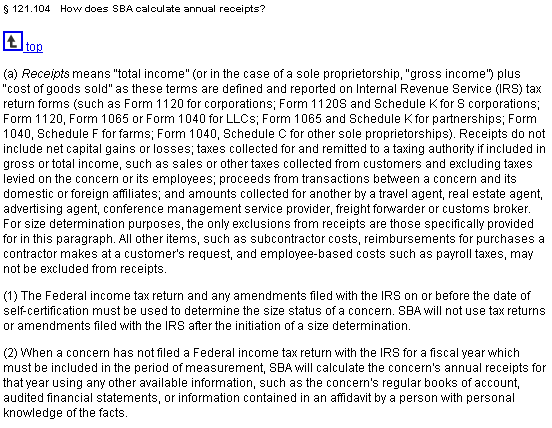 § 121.104 How does SBA calculate annual receipts?
top
(a) Receipts means "total income" (or in the case of a sole proprietorship, "gross income") plus
"cost of goods sold" as these terms are defined and reported on Internal Revenue Service (IRS) tax
return forms (such as Form 1120 for corporations; Form 1120S and Schedule K for S corporations;
Form 1120, Form 1065 or Form 1040 for LLCs; Form 1065 and Schedule K for partnerships; Form
1040, Schedule F for farms; Form 1040, Schedule C for other sole proprietorships). Receipts do not
include net capital gains or losses; taxes collected for and remitted to a taxing authority if included in
gross or total income, such as sales or other taxes collected from customers and excluding taxes
levied on the concern or its employees; proceeds from transactions between a concern and its
domestic or foreign affiliates; and amounts collected for another by a travel agent, real estate agent,
advertising agent, conference management service provider, freight forwarder or customs broker.
For size determination purposes, the only exclusions from receipts are those specifically provided
for in this paragraph. All other items, such as subcontractor costs, reimbursements for purchases a
contractor makes at a customer's request, and employee-based costs such as payroll taxes, may
not be excluded from receipts.
(1) The Federal income tax return and any amendments filed with the IRS on or before the date of
self-certification must be used to determine the size status of a concern. SBA will not use tax returns
or amendments filed with the IRS after the initiation of a size determination.
(2) When a concern has not filed a Federal income tax return with the IRS for a fiscal year which
must be included in the period of measurement, SBA will calculate the concern's annual receipts for
that year using any other available information, such as the concern's regular books of account,
audited financial statements, or information contained in an affidavit by a person with personal
knowledge of the facts.